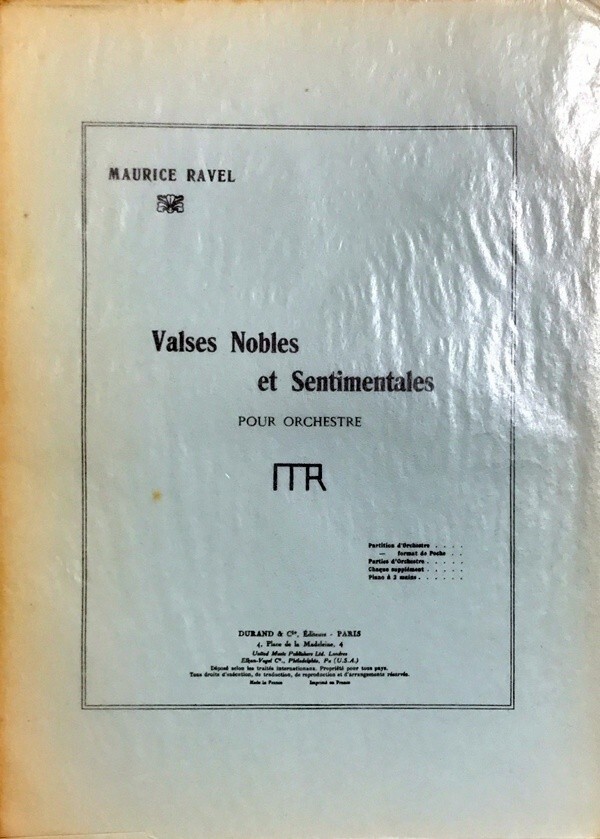 MAURICE RAVEL
Valses Nobles
et Sentimentales
POUR ORCHESTRE
MR
Partition d'Orchestre . . . .
— format de Poche . .
Parties d'Orchestre . . . . .
Chaque supplément . . . . .
Piano à 2 mains . . . . . .
DURAND & Cie, Éditeurs - PARIS
4, Place de la Madeleine, 4
United Music Publishers Ltd. Londres
Elkan-Vogel Co., Philadelphia, Pa (U.S.A.)
Déposé selon les traités internationaux. Propriété pour tous pays.
Tous droits d'exécution, de traduction, de reproduction et d'arrangements réservés.
Made in France Imprimé en France